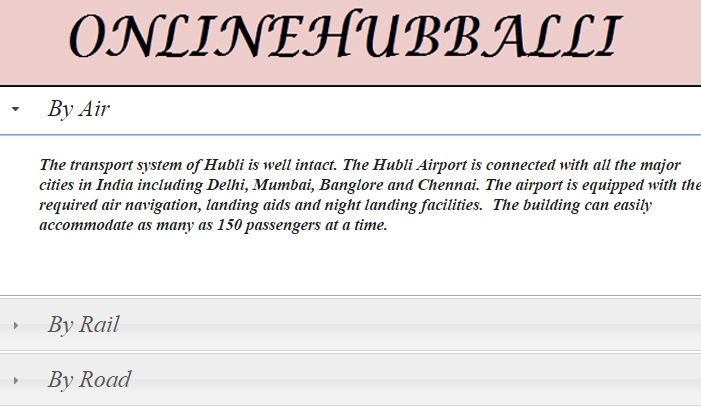 ONLINEHUBBALLI
By Air
The transport system of Hubli is well intact. The Hubli Airport is connected with all the major
cities in India including Delhi, Mumbai, Banglore and Chennai. The airport is equipped with the
required air navigation, landing aids and night landing facilities.  The building can easily
accommodate as many as 150 passengers at a time.
By Rail
By Road